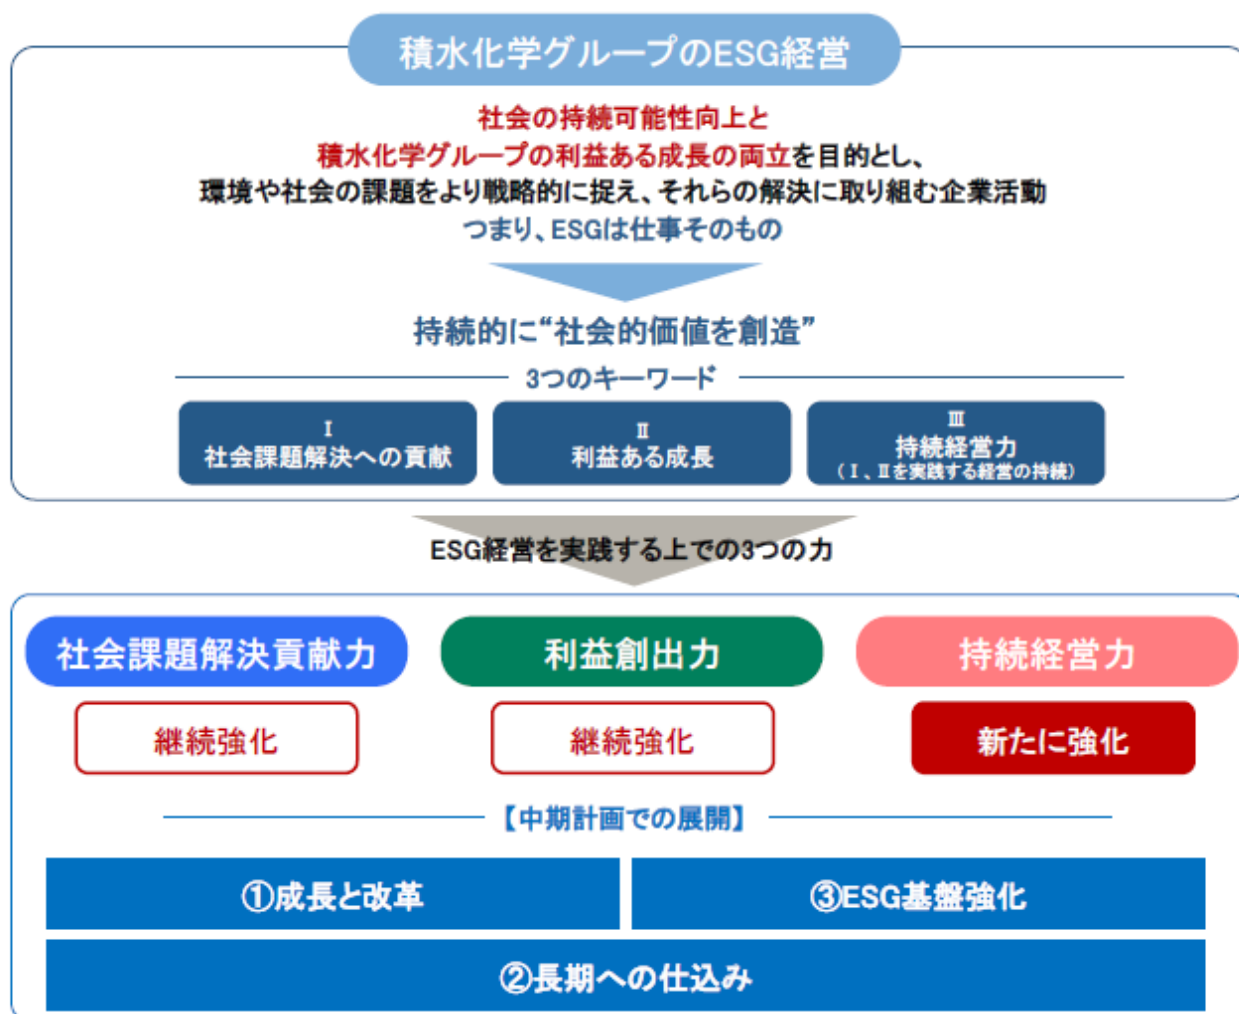 積水化学グループのESG経営
社会の持続可能性向上と
積水化学グループの利益ある成長の両立を目的とし、
環境や社会の課題をより戦略的に捉え、それらの解決に取り組む企業活動
つまり、ESGは仕事そのもの
持続的に“社会的価値を創造”
3つのキーワード
Ⅰ
社会課題解決への貢献
Ⅱ
利益ある成長
Ⅲ
持続経営力
(Ⅰ、Ⅱを実践する経営の持続)
ESG経営を実践する上での3つの力
社会課題解決貢献力
利益創出力
持続経営力
継続強化
継続強化
新たに強化
【中期計画での展開】
①成長と改革
③ESG基盤強化
②長期への仕込み